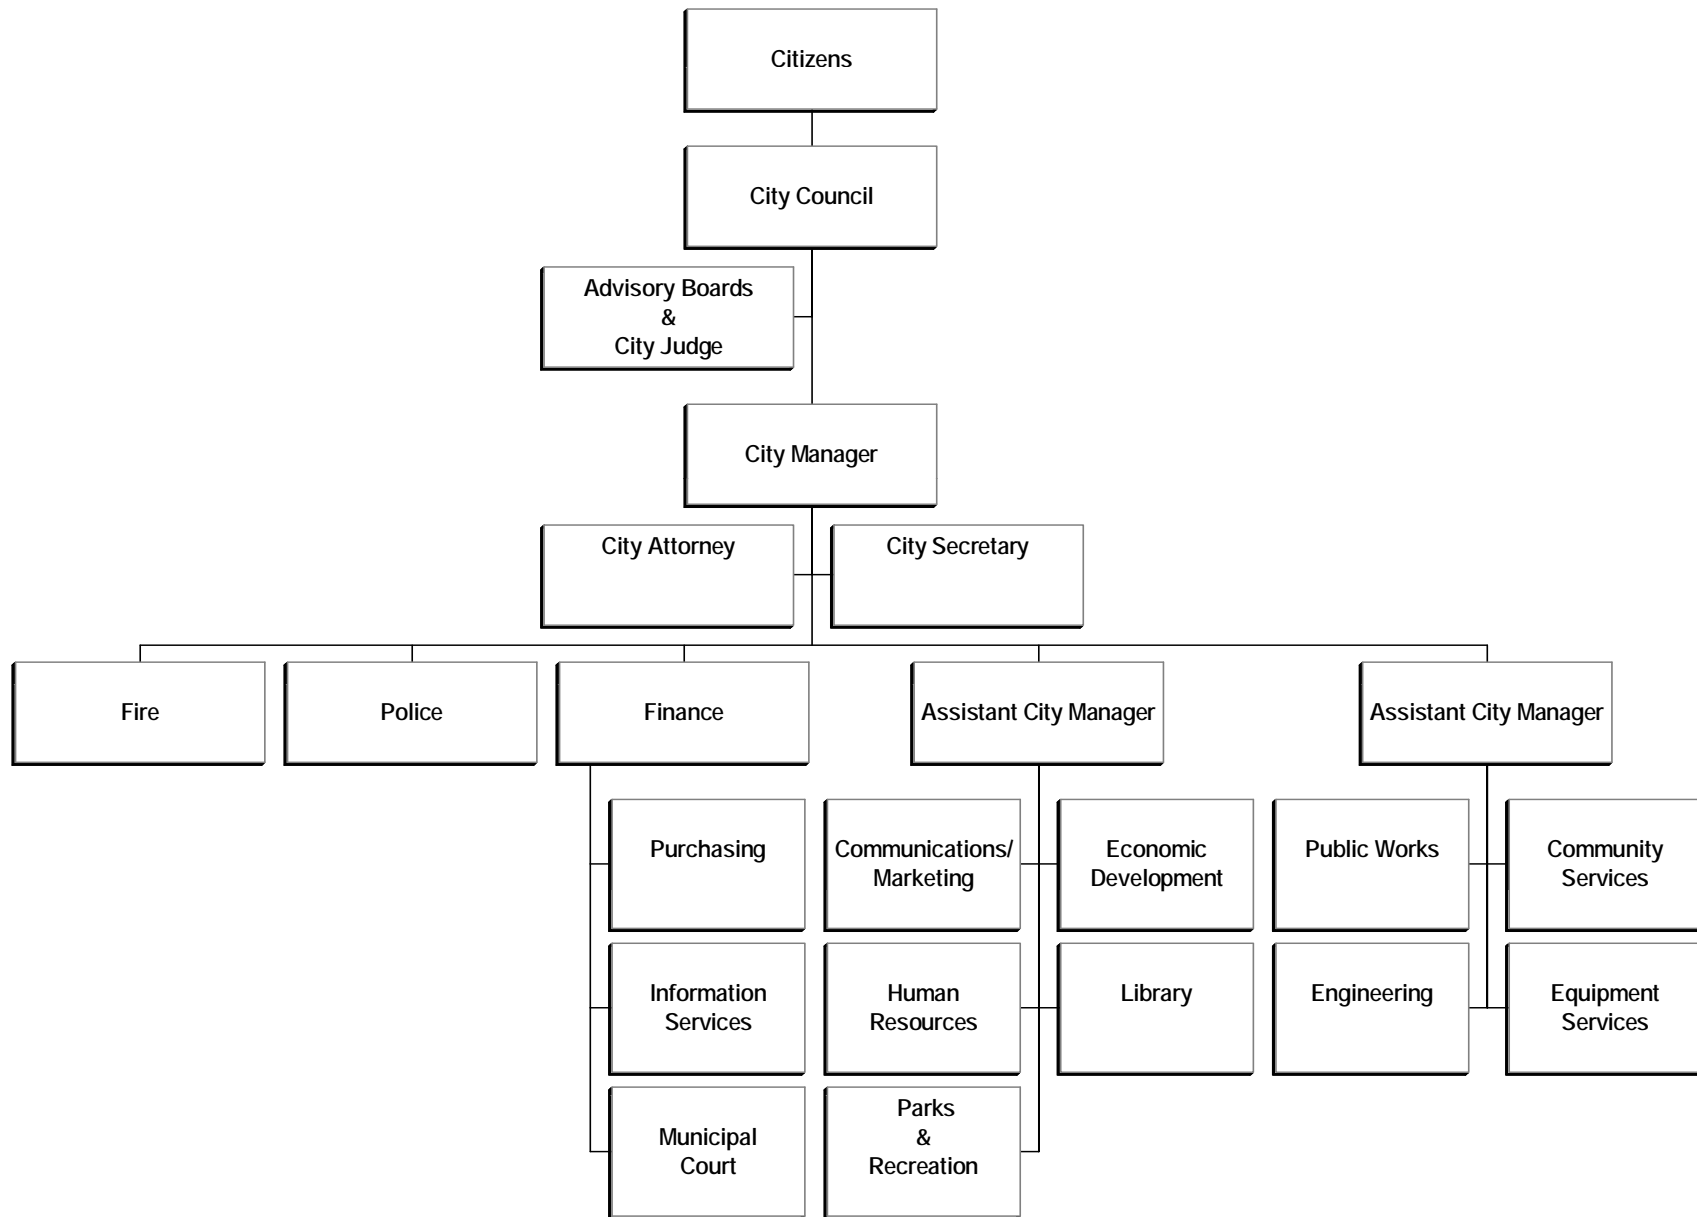 Citizens
City Council
Advisory Boards
&
City Judge
City Manager
City Attorney
City Secretary
Fire
Police
Finance
Assistant City Manager
Assistant City Manager
Purchasing
Communications/
Marketing
Economic
Development
Public Works
Community
Services
Information
Services
Human
Resources
Library
Engineering
Equipment
Services
Municipal
Court
Parks
&
Recreation